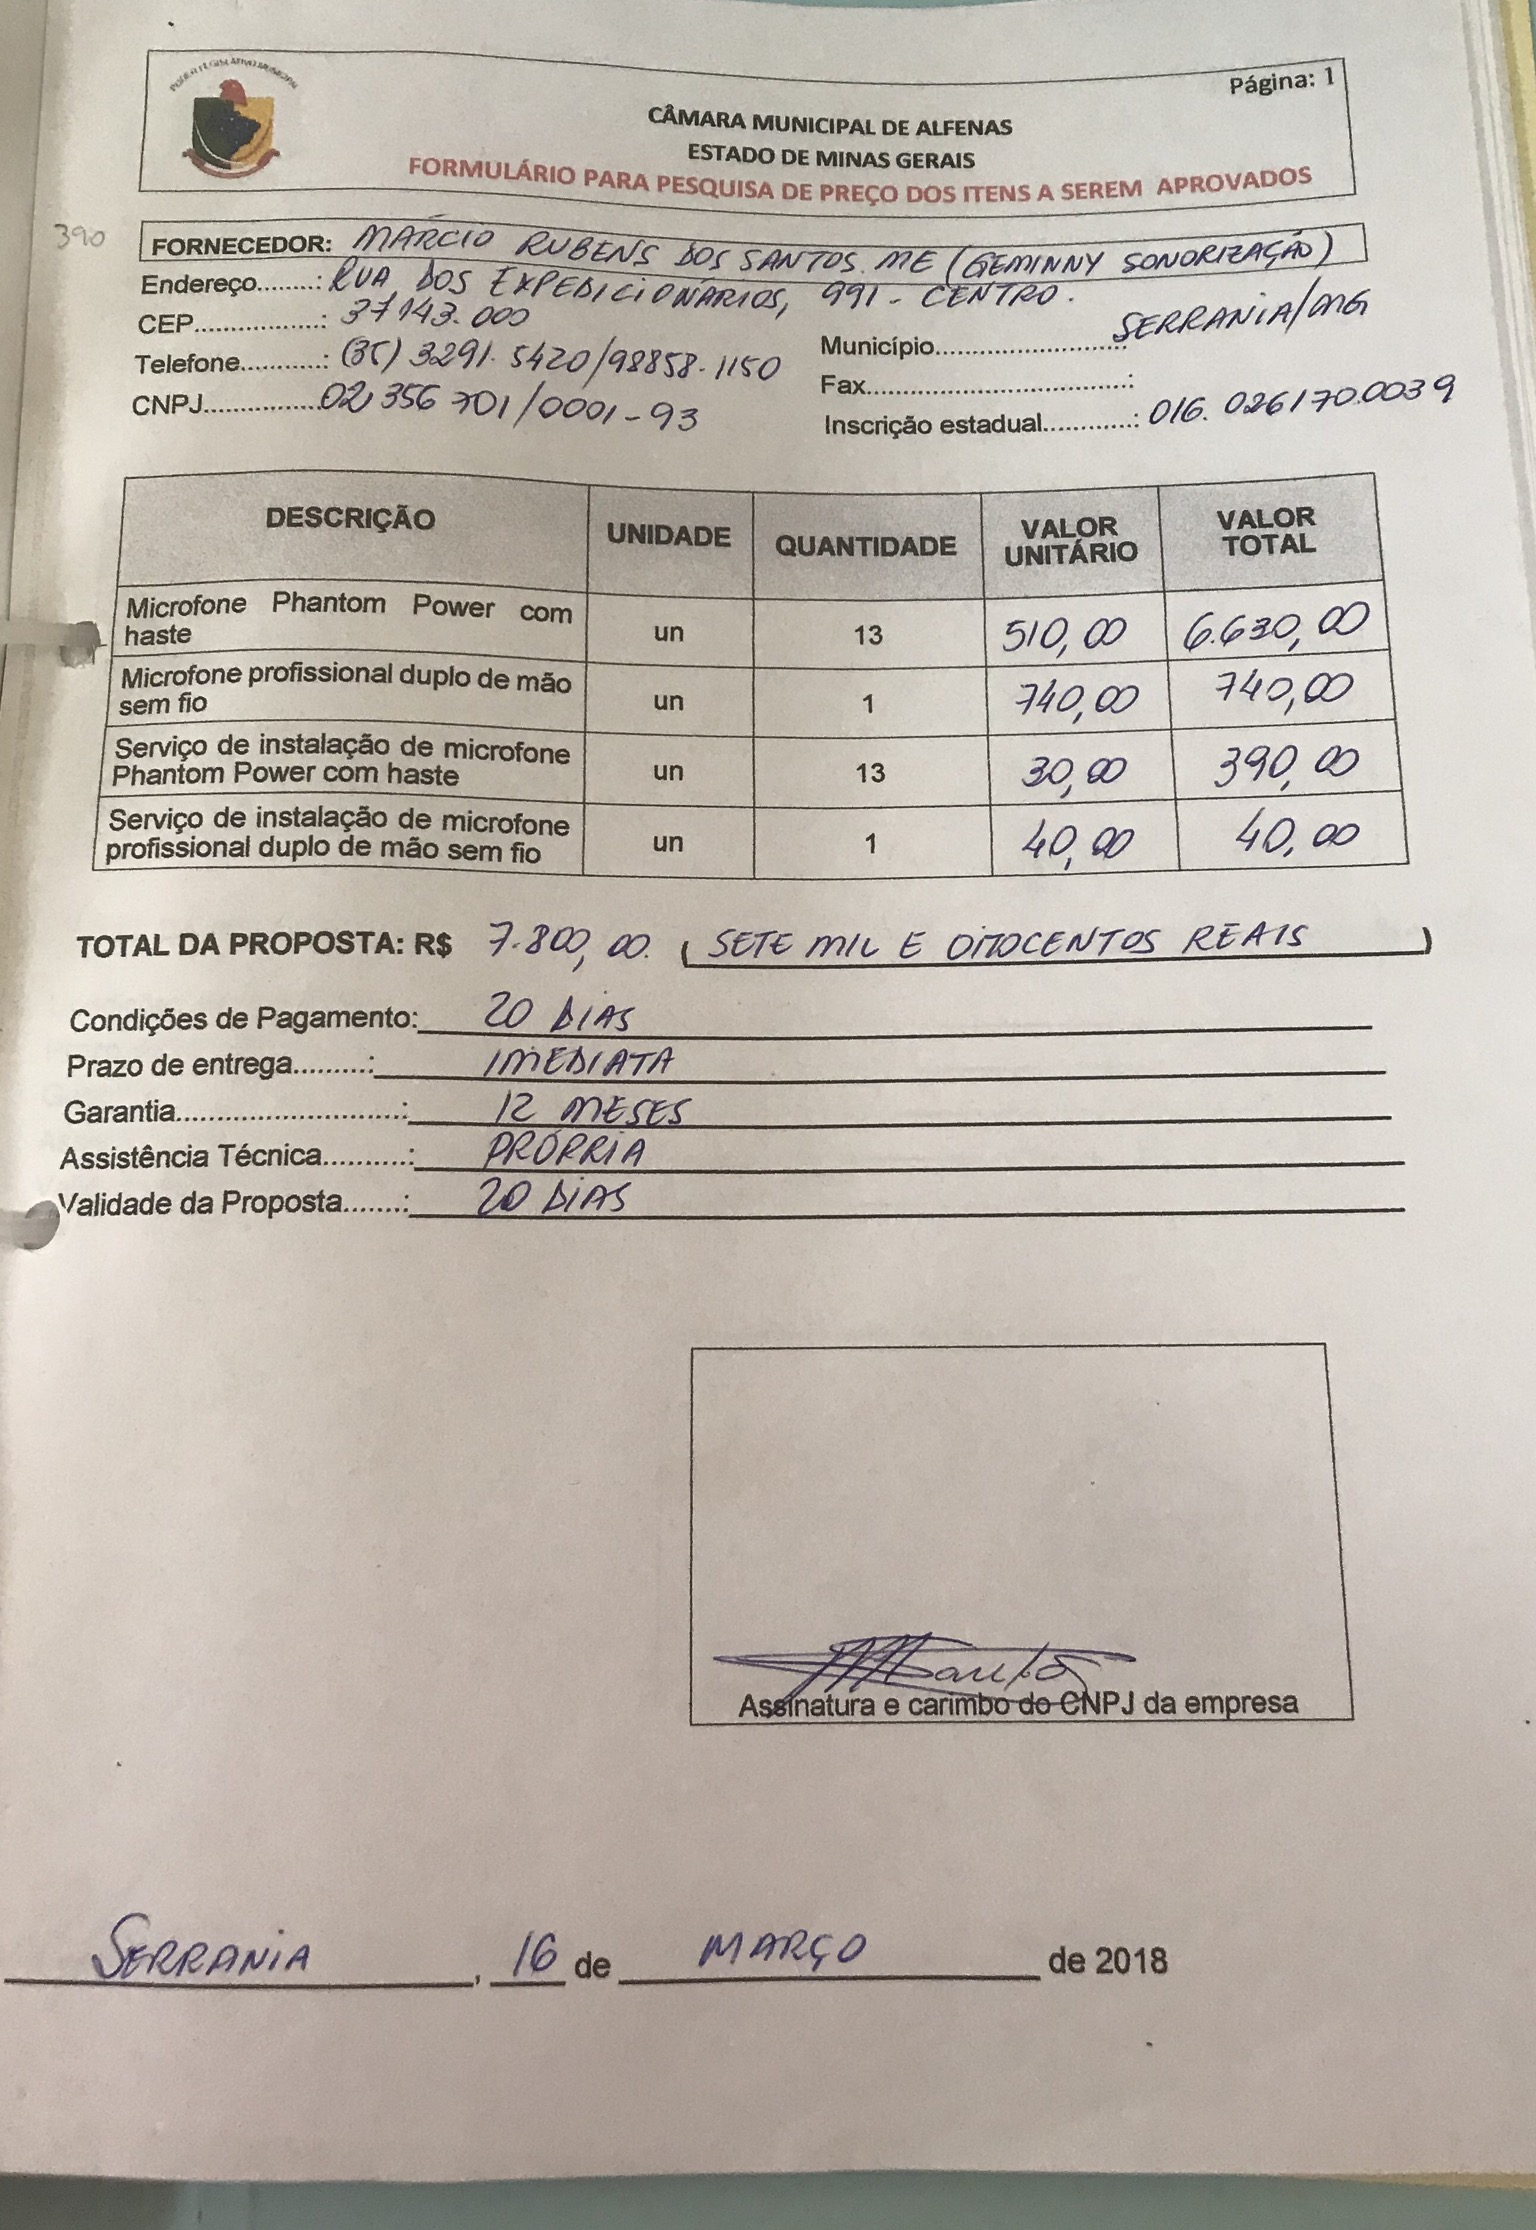 PODER LEGISLATIVO MUNICIPAL
Página: 1
CÂMARA MUNICIPAL DE ALFENAS
ESTADO DE MINAS GERAIS
FORMULÁRIO PARA PESQUISA DE PREÇO DOS ITENS A SEREM APROVADOS
390
FORNECEDOR: MÁRCIO RUBENS DOS SANTOS ME (GEMINNY SONORIZAÇÃO)
Endereço........: RUA DOS EXPEDICIONÁRIOS, 991 - CENTRO.
CEP.................: 37143.000
Município.........................: SERRANIA/MG
Telefone............: (35) 3291.5420/98858.1150
Fax..................................:
CNPJ................02.356 701/0001-93
Inscrição estadual............: 016.026170.0039
DESCRIÇÃO UNIDADE QUANTIDADE VALOR UNITÁRIO VALOR TOTAL
Microfone Phantom Power com
haste un 13 510,00 6.630,00
Microfone profissional duplo de mão
sem fio un 1 740,00 740,00
Serviço de instalação de microfone
Phantom Power com haste un 13 30,00 390,00
Serviço de instalação de microfone
profissional duplo de mão sem fio un 1 40,00 40,00
TOTAL DA PROPOSTA: R$ 7.800,00. ( SETE MIL E OITOCENTOS REAIS )
Condições de Pagamento: 20 DIAS
Prazo de entrega.........: IMEDIATA
Garantia..........................: 12 MESES
Assistência Técnica..........: PRÓPRIA
Validade da Proposta.......: 20 DIAS
Assinatura e carimbo do CNPJ da empresa
SERRANIA, 16 de MARÇO de 2018